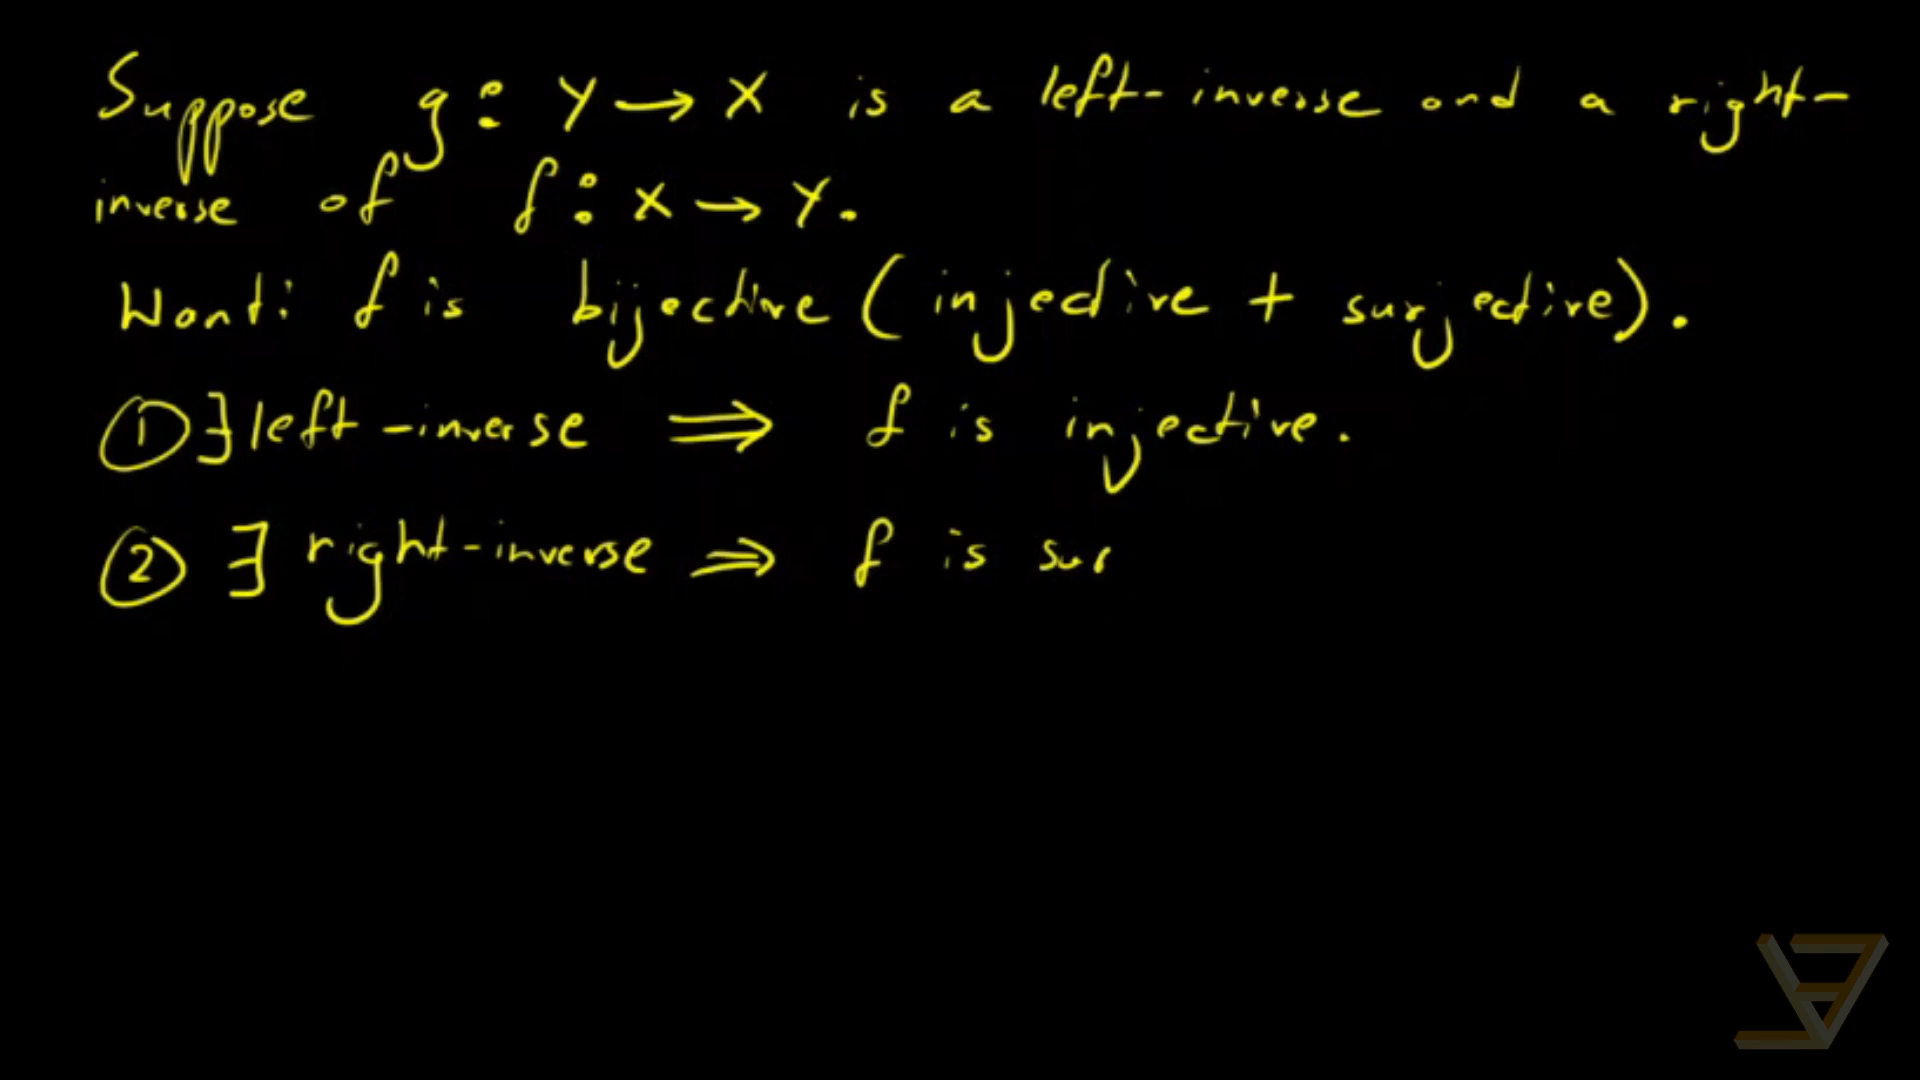 Suppose g: Y → X is a left-inverse and a right-
inverse of f: X → Y.
Want: f is bijective (injective + surjective).
① ∃ left-inverse ⟹ f is injective.
② ∃ right-inverse ⟹ f is sur